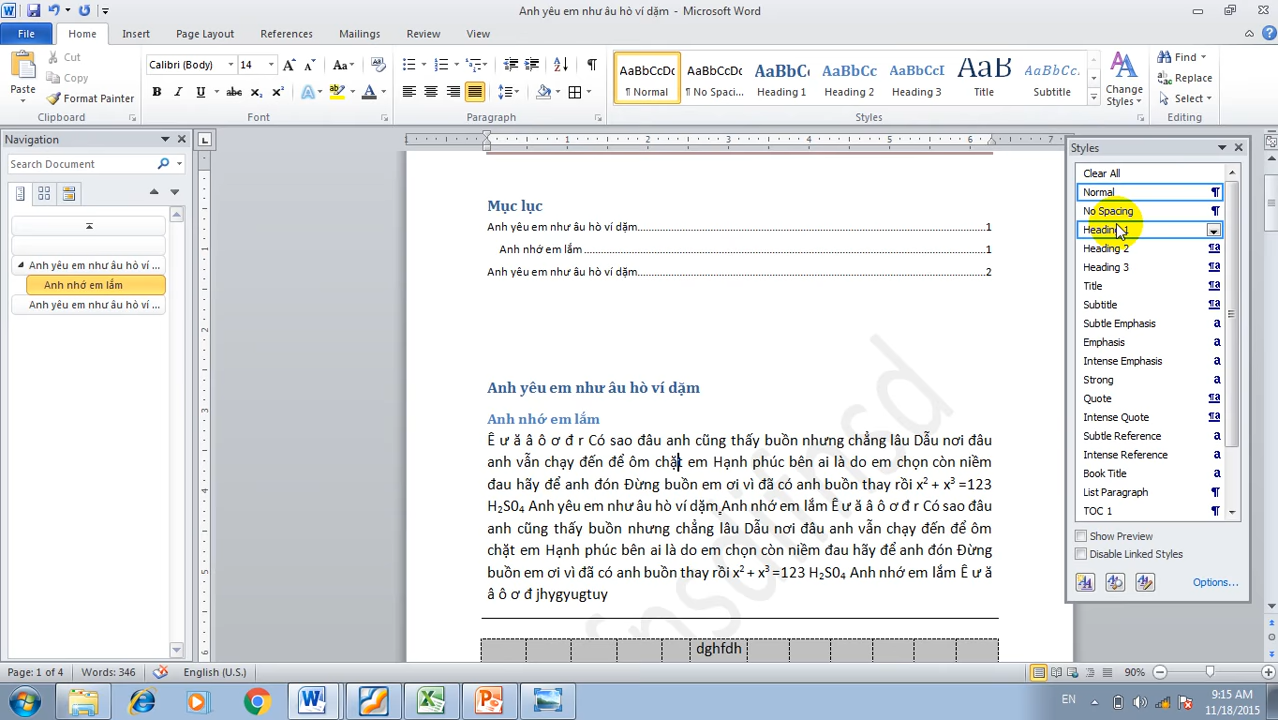 Anh yêu em như âu hò ví dặm - Microsoft Word
File
Home
Insert
Page Layout
References
Mailings
Review
View
Paste
Cut
Copy
Format Painter
Clipboard
Calibri (Body)
14
Font
Paragraph
AaBbCcDc
¶ Normal
AaBbCcDc
¶ No Spaci...
AaBbC
Heading 1
AaBbCc
Heading 2
AaBbCcI
Heading 3
AaB
Title
AaBbCc.
Subtitle
Change
Styles
Styles
Find
Replace
Select
Editing
Navigation
Search Document
Anh yêu em như âu hò ví ...
Anh nhớ em lắm
Anh yêu em như âu hò ví ...
Mục lục
Anh yêu em như âu hò ví dặm...1
Anh nhớ em lắm...1
Anh yêu em như âu hò ví dặm...2
Anh yêu em như âu hò ví dặm
Anh nhớ em lắm
Ê ư ă â ô ơ đ r Có sao đâu anh cũng thấy buồn nhưng chẳng lâu Dẫu nơi đâu
anh vẫn chạy đến để ôm chặt em Hạnh phúc bên ai là do em chọn còn niềm
đau hãy để anh đón Đừng buồn em ơi vì đã có anh buồn thay rồi x² + x³ =123
H₂S0₄ Anh yêu em như âu hò ví dặm Anh nhớ em lắm Ê ư ă â ô ơ đ r Có sao đâu
anh cũng thấy buồn nhưng chẳng lâu Dẫu nơi đâu anh vẫn chạy đến để ôm
chặt em Hạnh phúc bên ai là do em chọn còn niềm đau hãy để anh đón Đừng
buồn em ơi vì đã có anh buồn thay rồi x² + x³ =123 H₂S0₄ Anh nhớ em lắm Ê ư ă
â ô ơ đ jhygyugtuy
dghfdh
Styles
Clear All
Normal
No Spacing
Heading 1
Heading 2
Heading 3
Title
Subtitle
Subtle Emphasis
Emphasis
Intense Emphasis
Strong
Quote
Intense Quote
Subtle Reference
Intense Reference
Book Title
List Paragraph
TOC 1
Show Preview
Disable Linked Styles
Options...
Page: 1 of 4
Words: 346
English (U.S.)
90%
EN
9:15 AM
11/18/2015